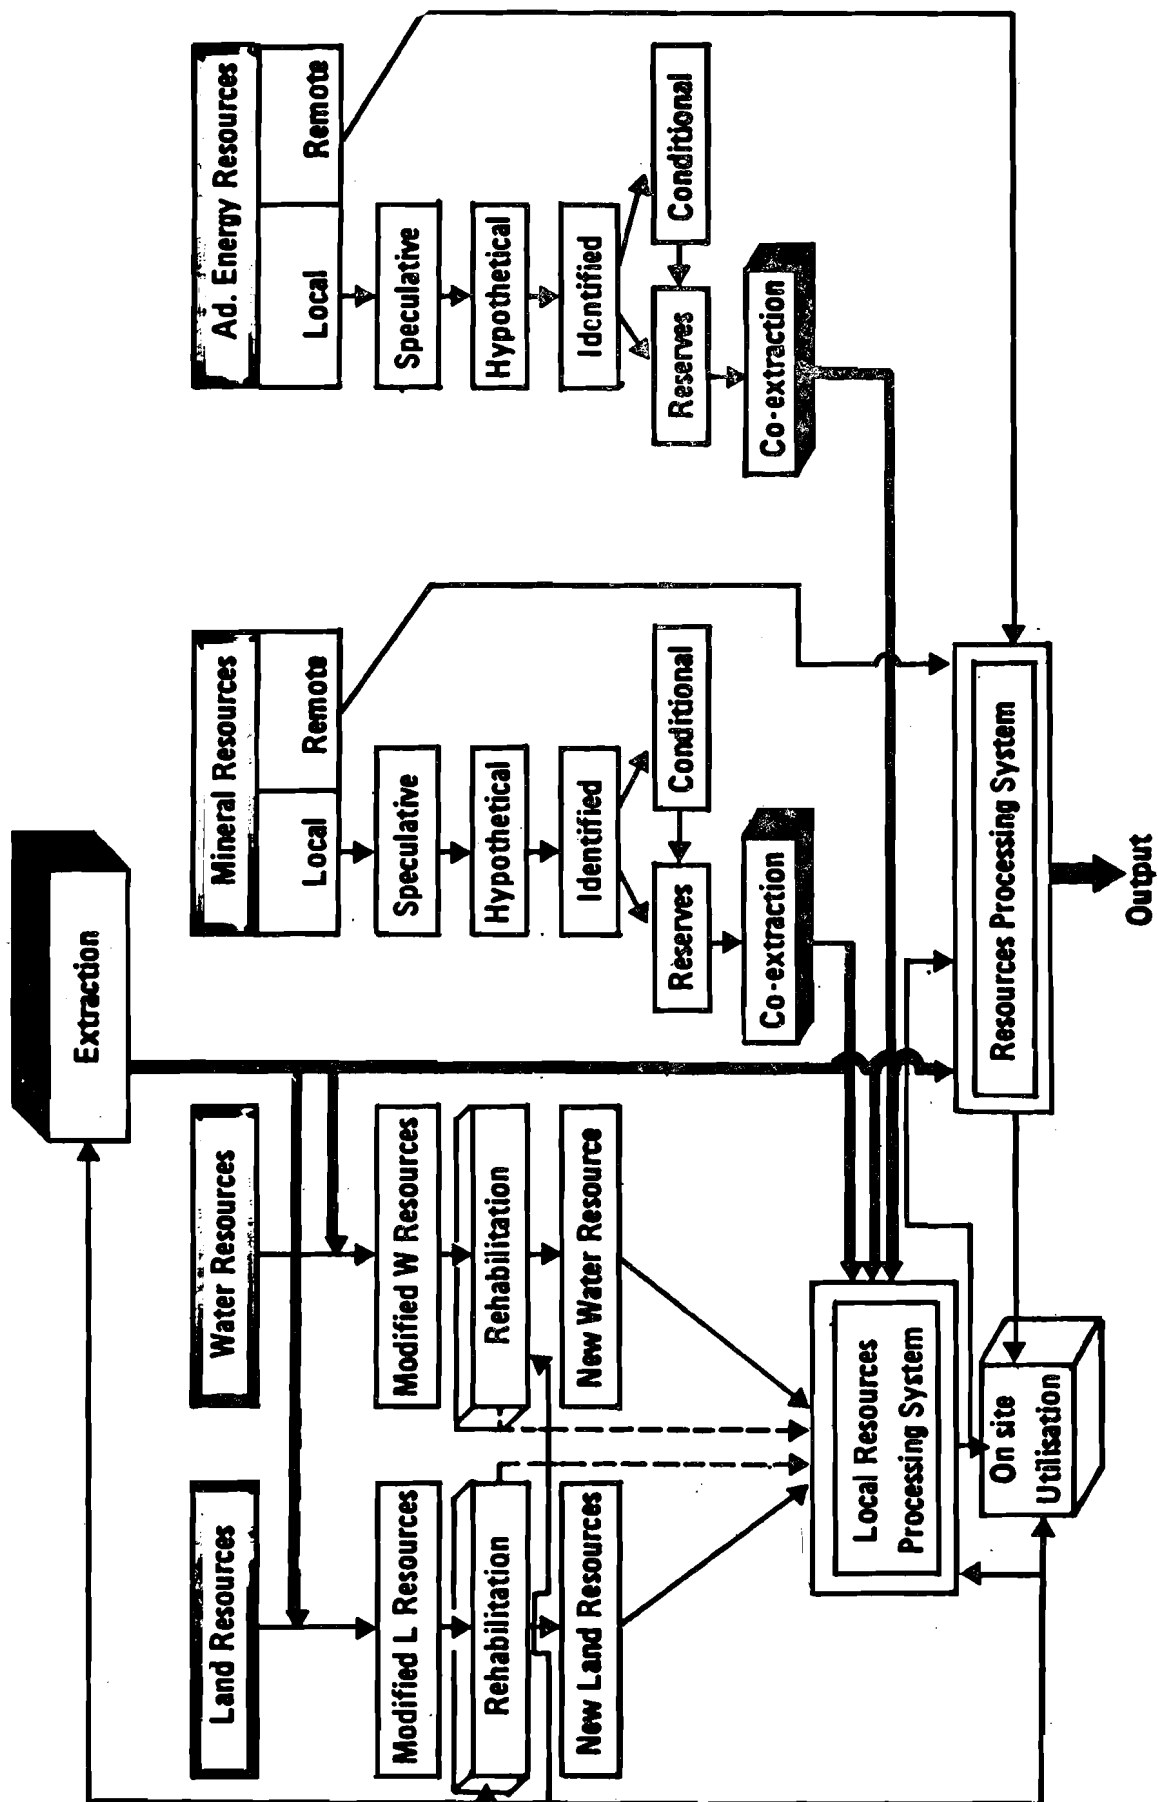 Extraction
Land Resources
Water Resources
Mineral Resources
Ad. Energy Resources
Local
Remote
Local
Remote
Modified L Resources
Modified W Resources
Speculative
Speculative
Rehabilitation
Rehabilitation
Hypothetical
Hypothetical
New Land Resources
New Water Resource
Identified
Identified
Reserves
Conditional
Reserves
Conditional
Co-extraction
Co-extraction
Local Resources
Processing System
On site
Utilisation
Resources Processing System
Output